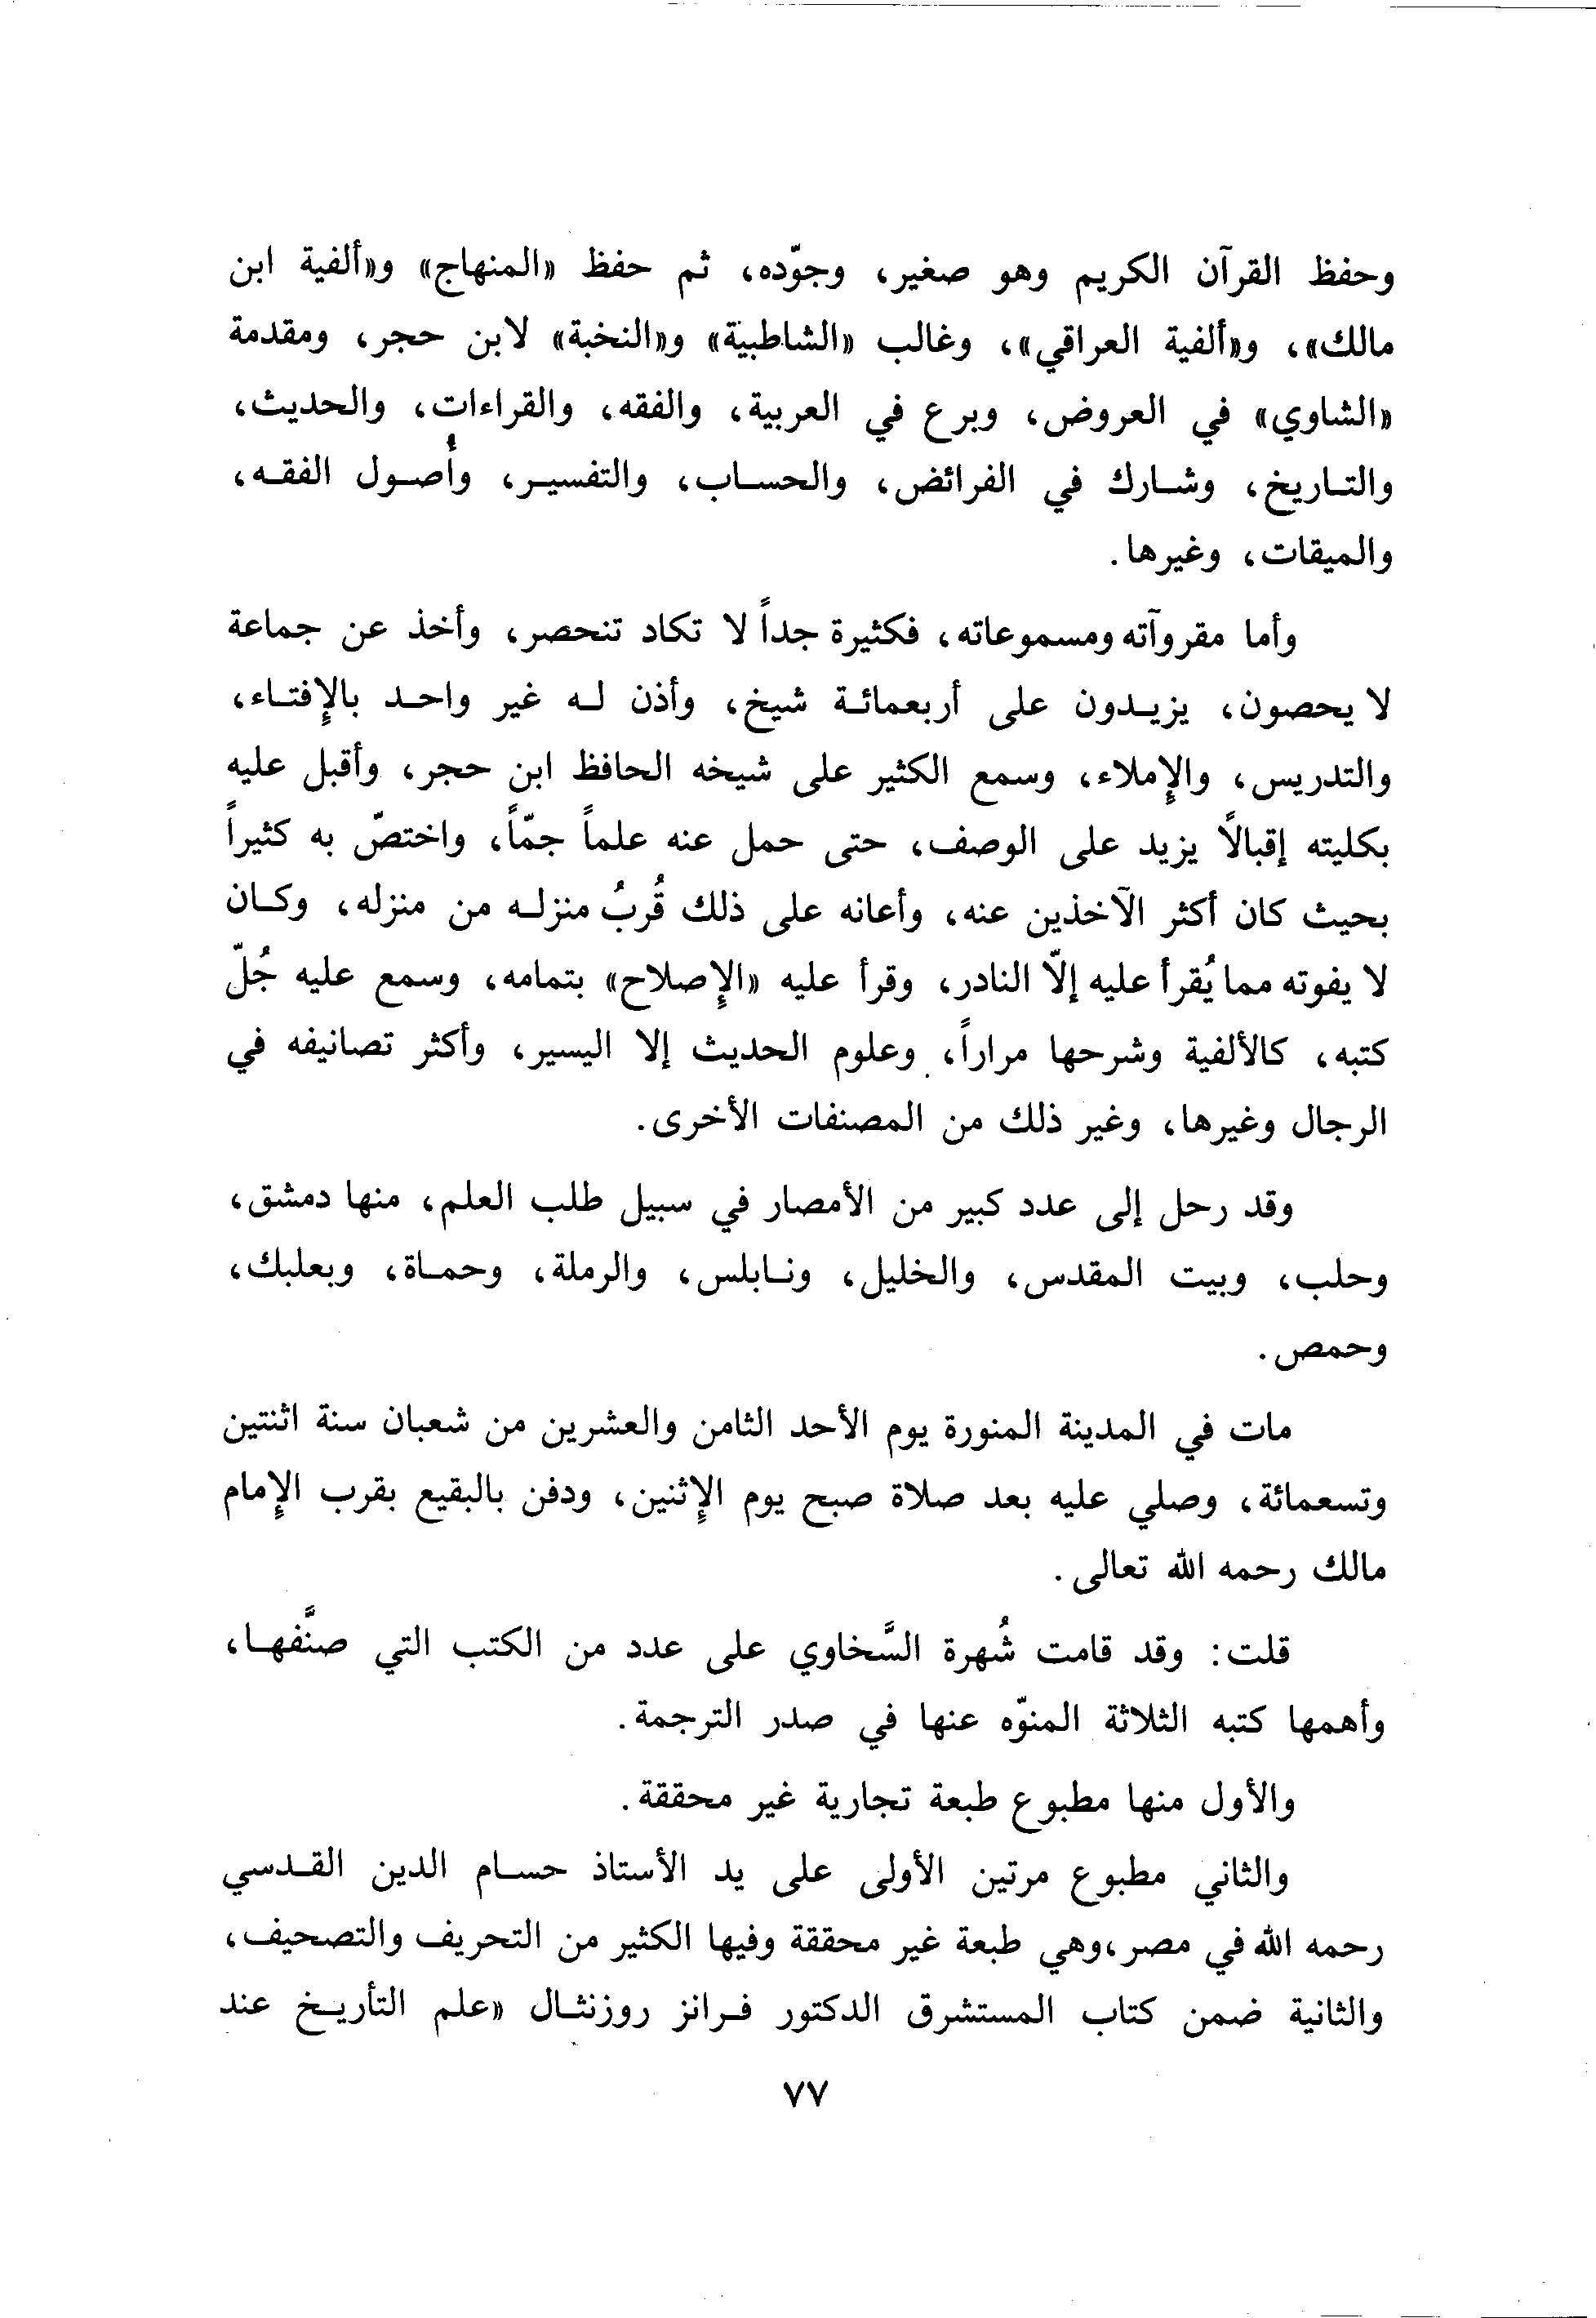 وحفظ القرآن الكريم وهو صغير، وجوّده، ثم حفظ «المنهاج» و«ألفية ابن
مالك»، و«ألفية العراقي»، وغالب «الشاطبية» و«النخبة» لابن حجر، ومقدمة
«الشاوي» في العروض، وبرع في العربية، والفقه، والقراءات، والحديث،
والتاريخ، وشارك في الفرائض، والحساب، والتفسير، وأُصول الفقه،
والميقات، وغيرها.
وأما مقروآته ومسموعاته، فكثيرة جداً لا تكاد تنحصر، وأخذ عن جماعة
لا يحصون، يزيدون على أربعمائة شيخ، وأذن له غير واحد بالإفتاء،
والتدريس، والإملاء، وسمع الكثير على شيخه الحافظ ابن حجر، وأقبل عليه
بكليته إقبالاً يزيد على الوصف، حتى حمل عنه علماً جمّاً، واختصّ به كثيراً
بحيث كان أكثر الآخذين عنه، وأعانه على ذلك قُربُ منزله من منزله، وكان
لا يفوته مما يُقرأ عليه إلّا النادر، وقرأ عليه «الإصلاح» بتمامه، وسمع عليه جُلّ
كتبه، كالألفية وشرحها مراراً، وعلوم الحديث إلا اليسير، وأكثر تصانيفه في
الرجال وغيرها، وغير ذلك من المصنفات الأخرى.
وقد رحل إلى عدد كبير من الأمصار في سبيل طلب العلم، منها دمشق،
وحلب، وبيت المقدس، والخليل، ونابلس، والرملة، وحماة، وبعلبك،
وحمص.
مات في المدينة المنورة يوم الأحد الثامن والعشرين من شعبان سنة اثنتين
وتسعمائة، وصلي عليه بعد صلاة صبح يوم الإثنين، ودفن بالبقيع بقرب الإمام
مالك رحمه الله تعالى.
قلت: وقد قامت شُهرة السَّخاوي على عدد من الكتب التي صنَّفها،
وأهمها كتبه الثلاثة المنوّه عنها في صدر الترجمة.
والأول منها مطبوع طبعة تجارية غير محققة.
والثاني مطبوع مرتين الأولى على يد الأستاذ حسام الدين القدسي
رحمه الله في مصر،وهي طبعة غير محققة وفيها الكثير من التحريف والتصحيف،
والثانية ضمن كتاب المستشرق الدكتور فرانز روزنثال «علم التأريخ عند
٧٧